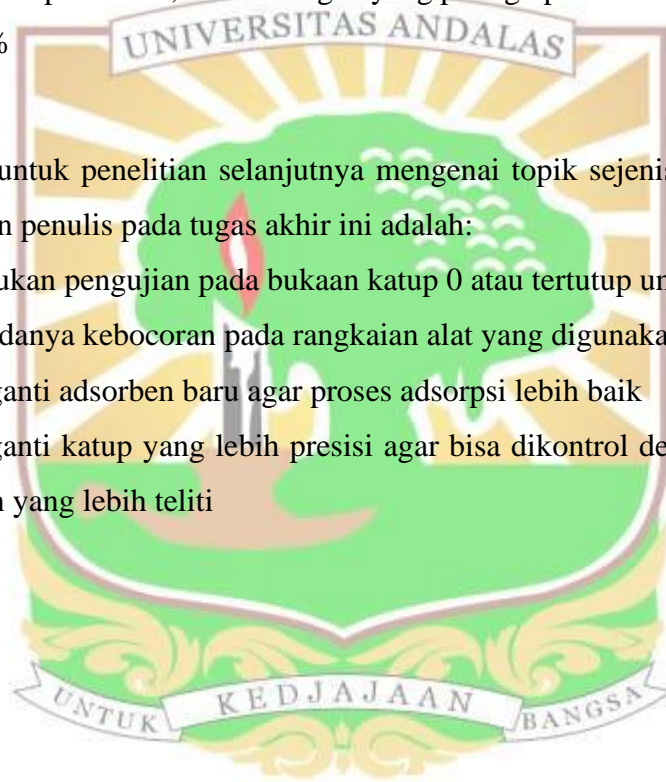 %
UNIVERSITAS ANDALAS
untuk penelitian selanjutnya mengenai topik sejenis
n penulis pada tugas akhir ini adalah:
ukan pengujian pada bukaan katup 0 atau tertutup un
danya kebocoran pada rangkaian alat yang digunaka
ganti adsorben baru agar proses adsorpsi lebih baik
ganti katup yang lebih presisi agar bisa dikontrol de
n yang lebih teliti
UNTUK KEDJAJAAN BANGSA